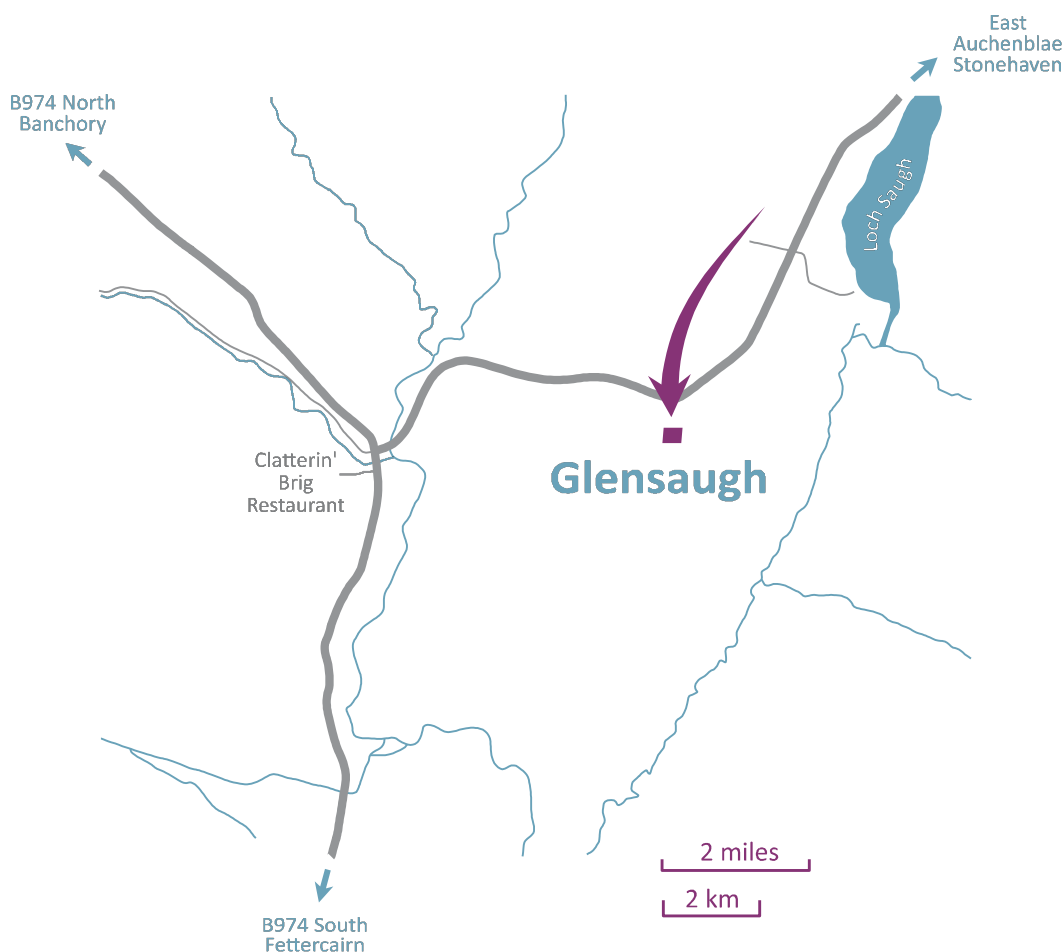 East
Auchenblae
Stonehaven
B974 North
Banchory
Loch Saugh
Clatterin'
Brig
Restaurant
Glensaugh
2 miles
2 km
B974 South
Fettercairn